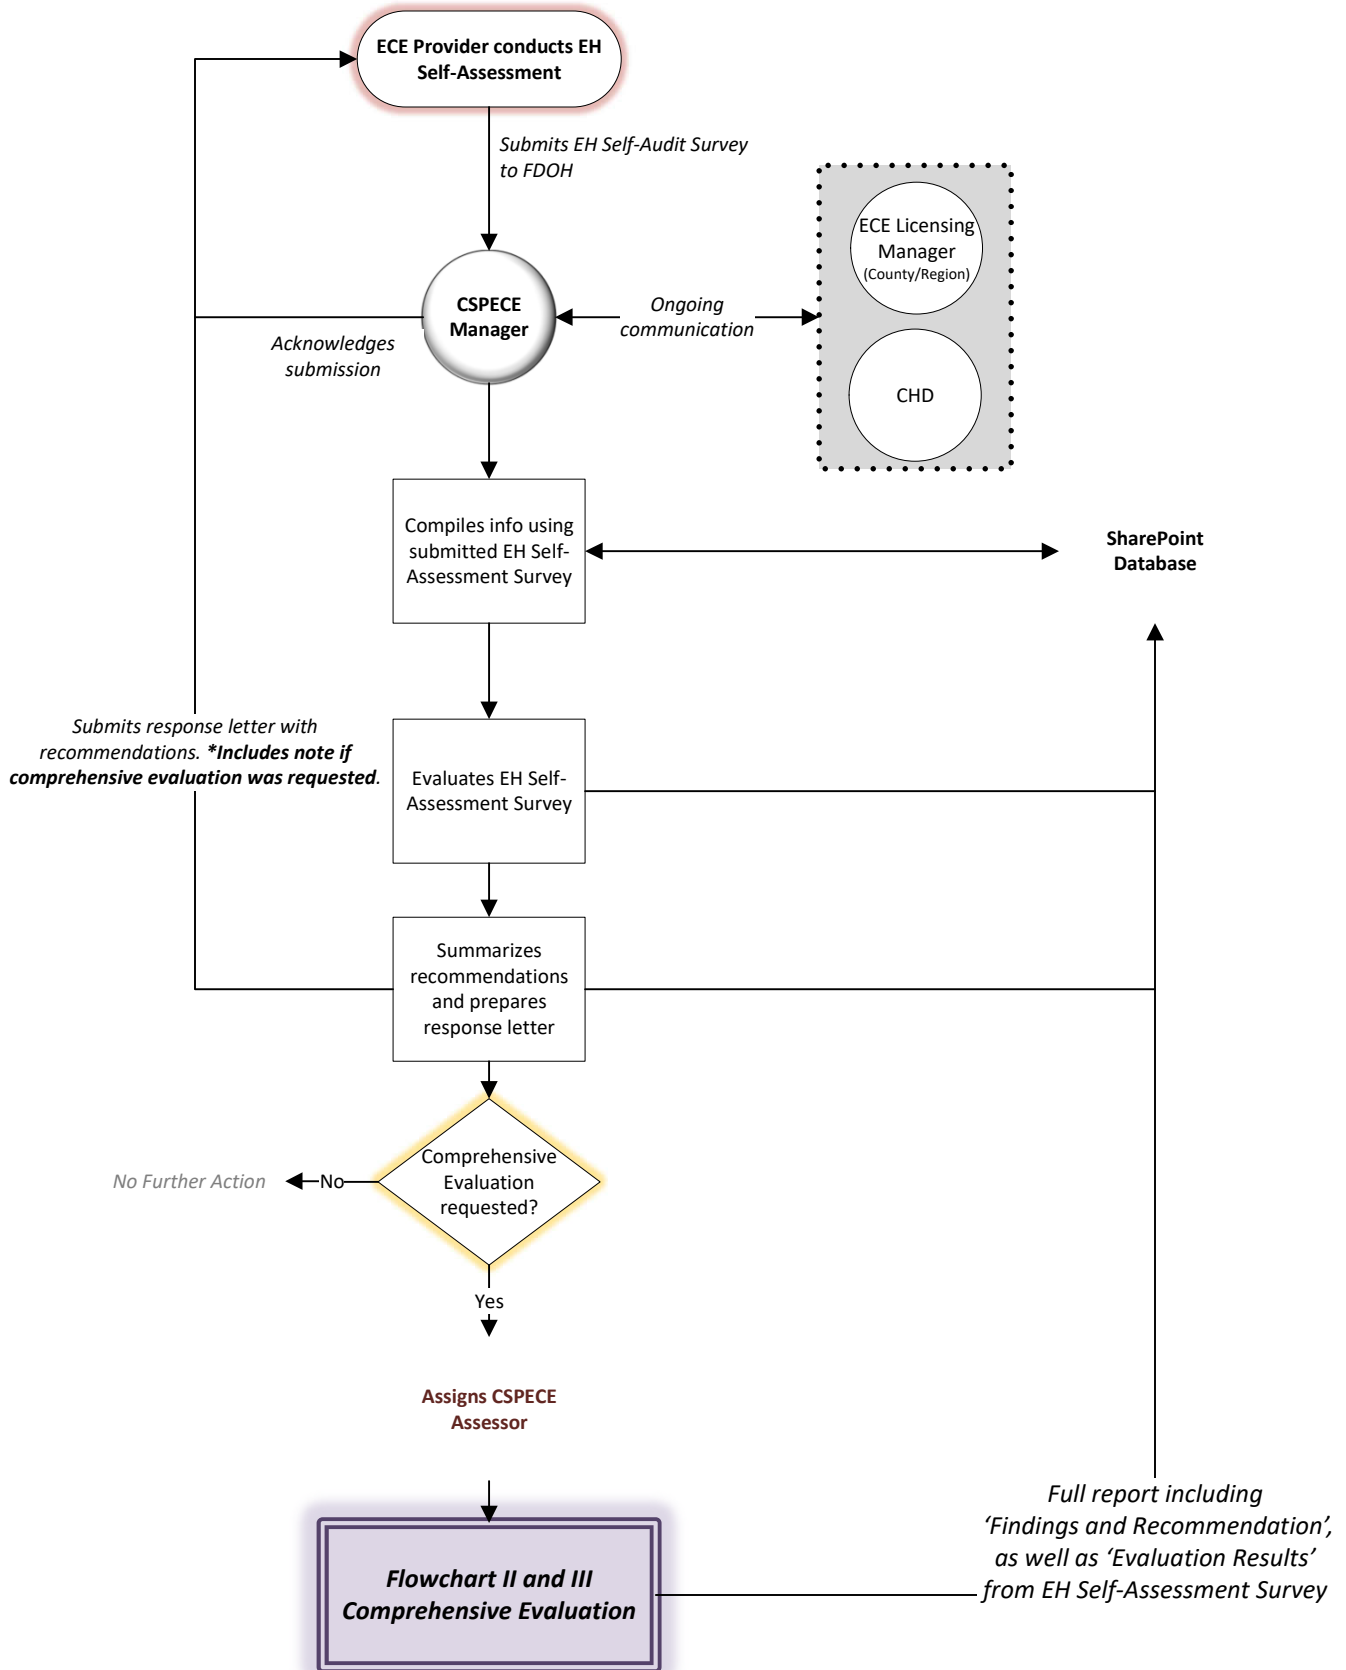 ECE Provider conducts EH
Self-Assessment
Submits EH Self-Audit Survey
to FDOH
ECE Licensing
Manager
(County/Region)
CSPECE
Manager
Ongoing
communication
Acknowledges
submission
CHD
Compiles info using
submitted EH Self-
Assessment Survey
SharePoint
Database
Submits response letter with
recommendations. *Includes note if
comprehensive evaluation was requested.
Evaluates EH Self-
Assessment Survey
Summarizes
recommendations
and prepares
response letter
Comprehensive
Evaluation
requested?
No
No Further Action
Yes
Assigns CSPECE
Assessor
Flowchart II and III
Comprehensive Evaluation
Full report including
‘Findings and Recommendation’,
as well as ‘Evaluation Results’
from EH Self-Assessment Survey